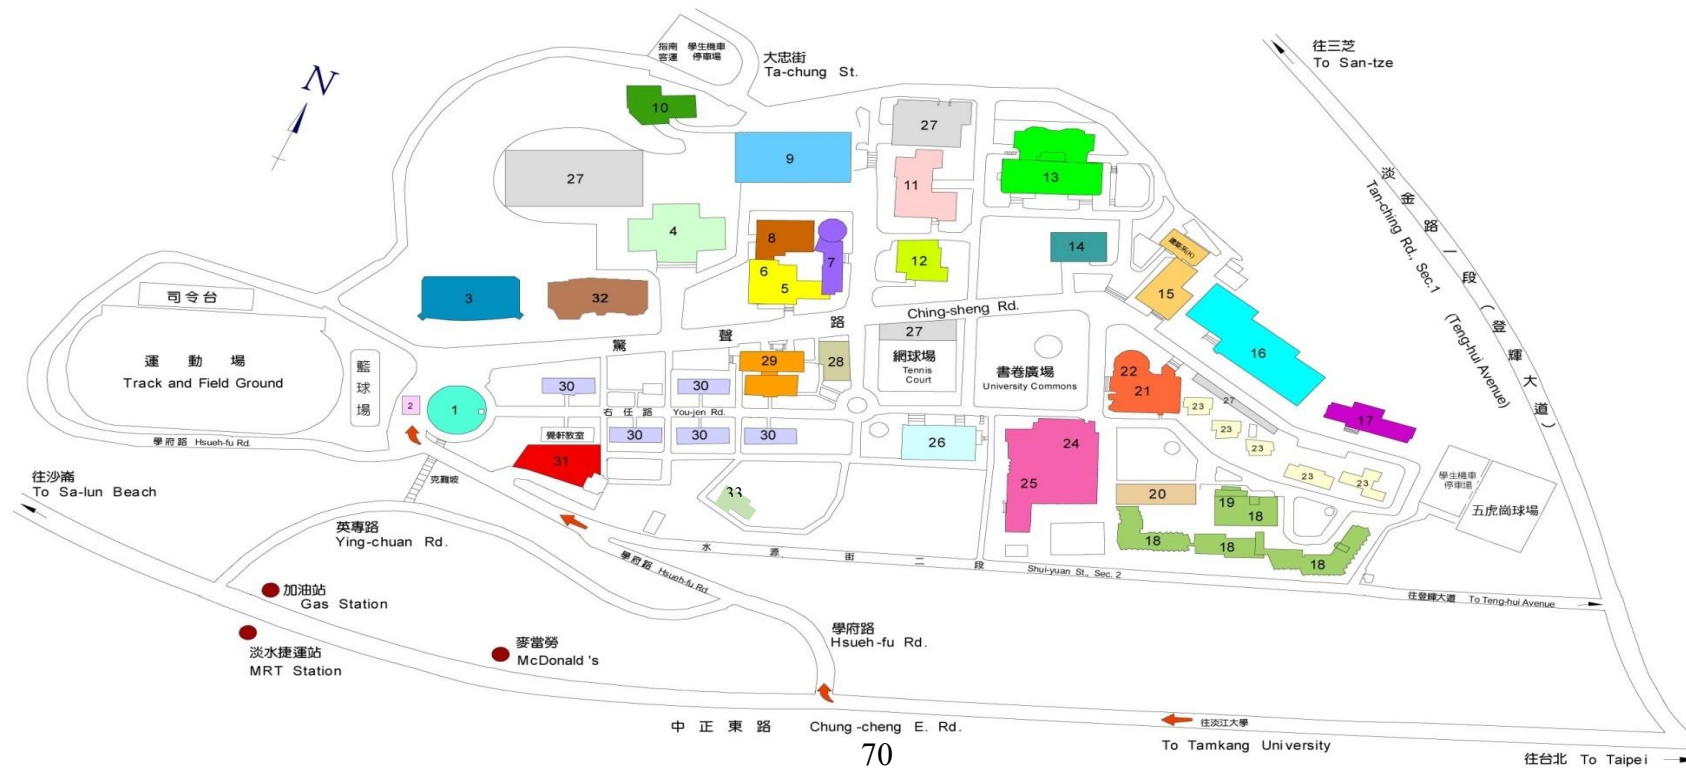 指南 學生機車
客運 停車場
大忠街
Ta-chung St.
往三芝
To San-tze
N
10
27
9
27
11
13
淡金路一段(登輝大道)
Tan-ching Rd., Sec.1 (Teng-hui Avenue)
4
8
7
6
5
12
14
建築系(K)
15
16
17
3
32
司令台
運動場
Track and Field Ground
籃球場
驚聲路
Ching-sheng Rd.
27
網球場
Tennis
Court
書卷廣場
University Commons
29
28
30
30
2
1
右任路 You-jen Rd.
覺軒教室
30
30
30
31
26
22
21
27
23
23
23
23
23
24
25
20
19
18
18
18
18
33
學生機車
停車場
五虎崗球場
學府路 Hsueh-fu Rd.
克難坡
往沙崙
To Sa-lun Beach
英專路
Ying-chuan Rd.
學府路 Hsueh-fu Rd
水源街二段 Shui-yuan St., Sec. 2
往登輝大道 To Teng-hui Avenue
加油站
Gas Station
淡水捷運站
MRT Station
麥當勞
McDonald 's
學府路
Hsueh-fu Rd.
中正東路 Chung-cheng E. Rd.
往淡江大學
To Tamkang University
往台北 To Taipei
70